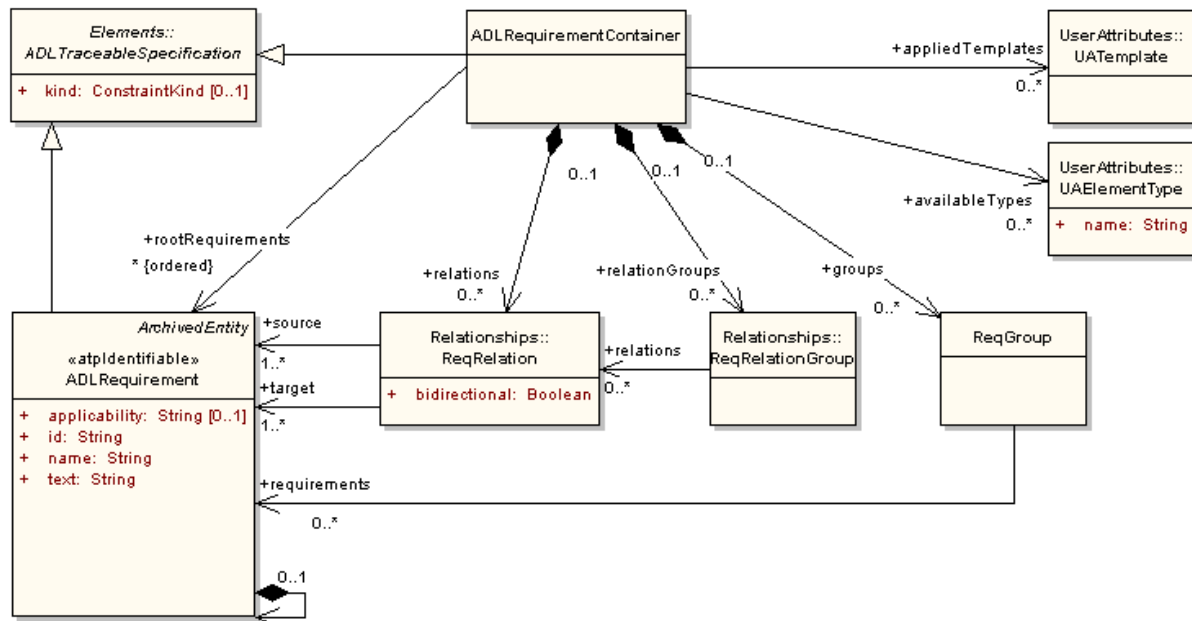 Elements::
ADLTraceableSpecification
+ kind: ConstraintKind [0..1]
ADLRequirementContainer
UserAttributes::
UATemplate
+appliedTemplates
0..*
UserAttributes::
UAElementType
+ name: String
+availableTypes
0..*
0..1
0..1
0..1
+rootRequirements
* {ordered}
+relations
0..*
+relationGroups
0..*
+groups
0..*
ArchivedEntity
«atpIdentifiable»
ADLRequirement
+ applicability: String [0..1]
+ id: String
+ name: String
+ text: String
+source
1..*
+target
1..*
Relationships::
ReqRelation
+ bidirectional: Boolean
+relations
0..*
Relationships::
ReqRelationGroup
ReqGroup
+requirements
0..*
0..1